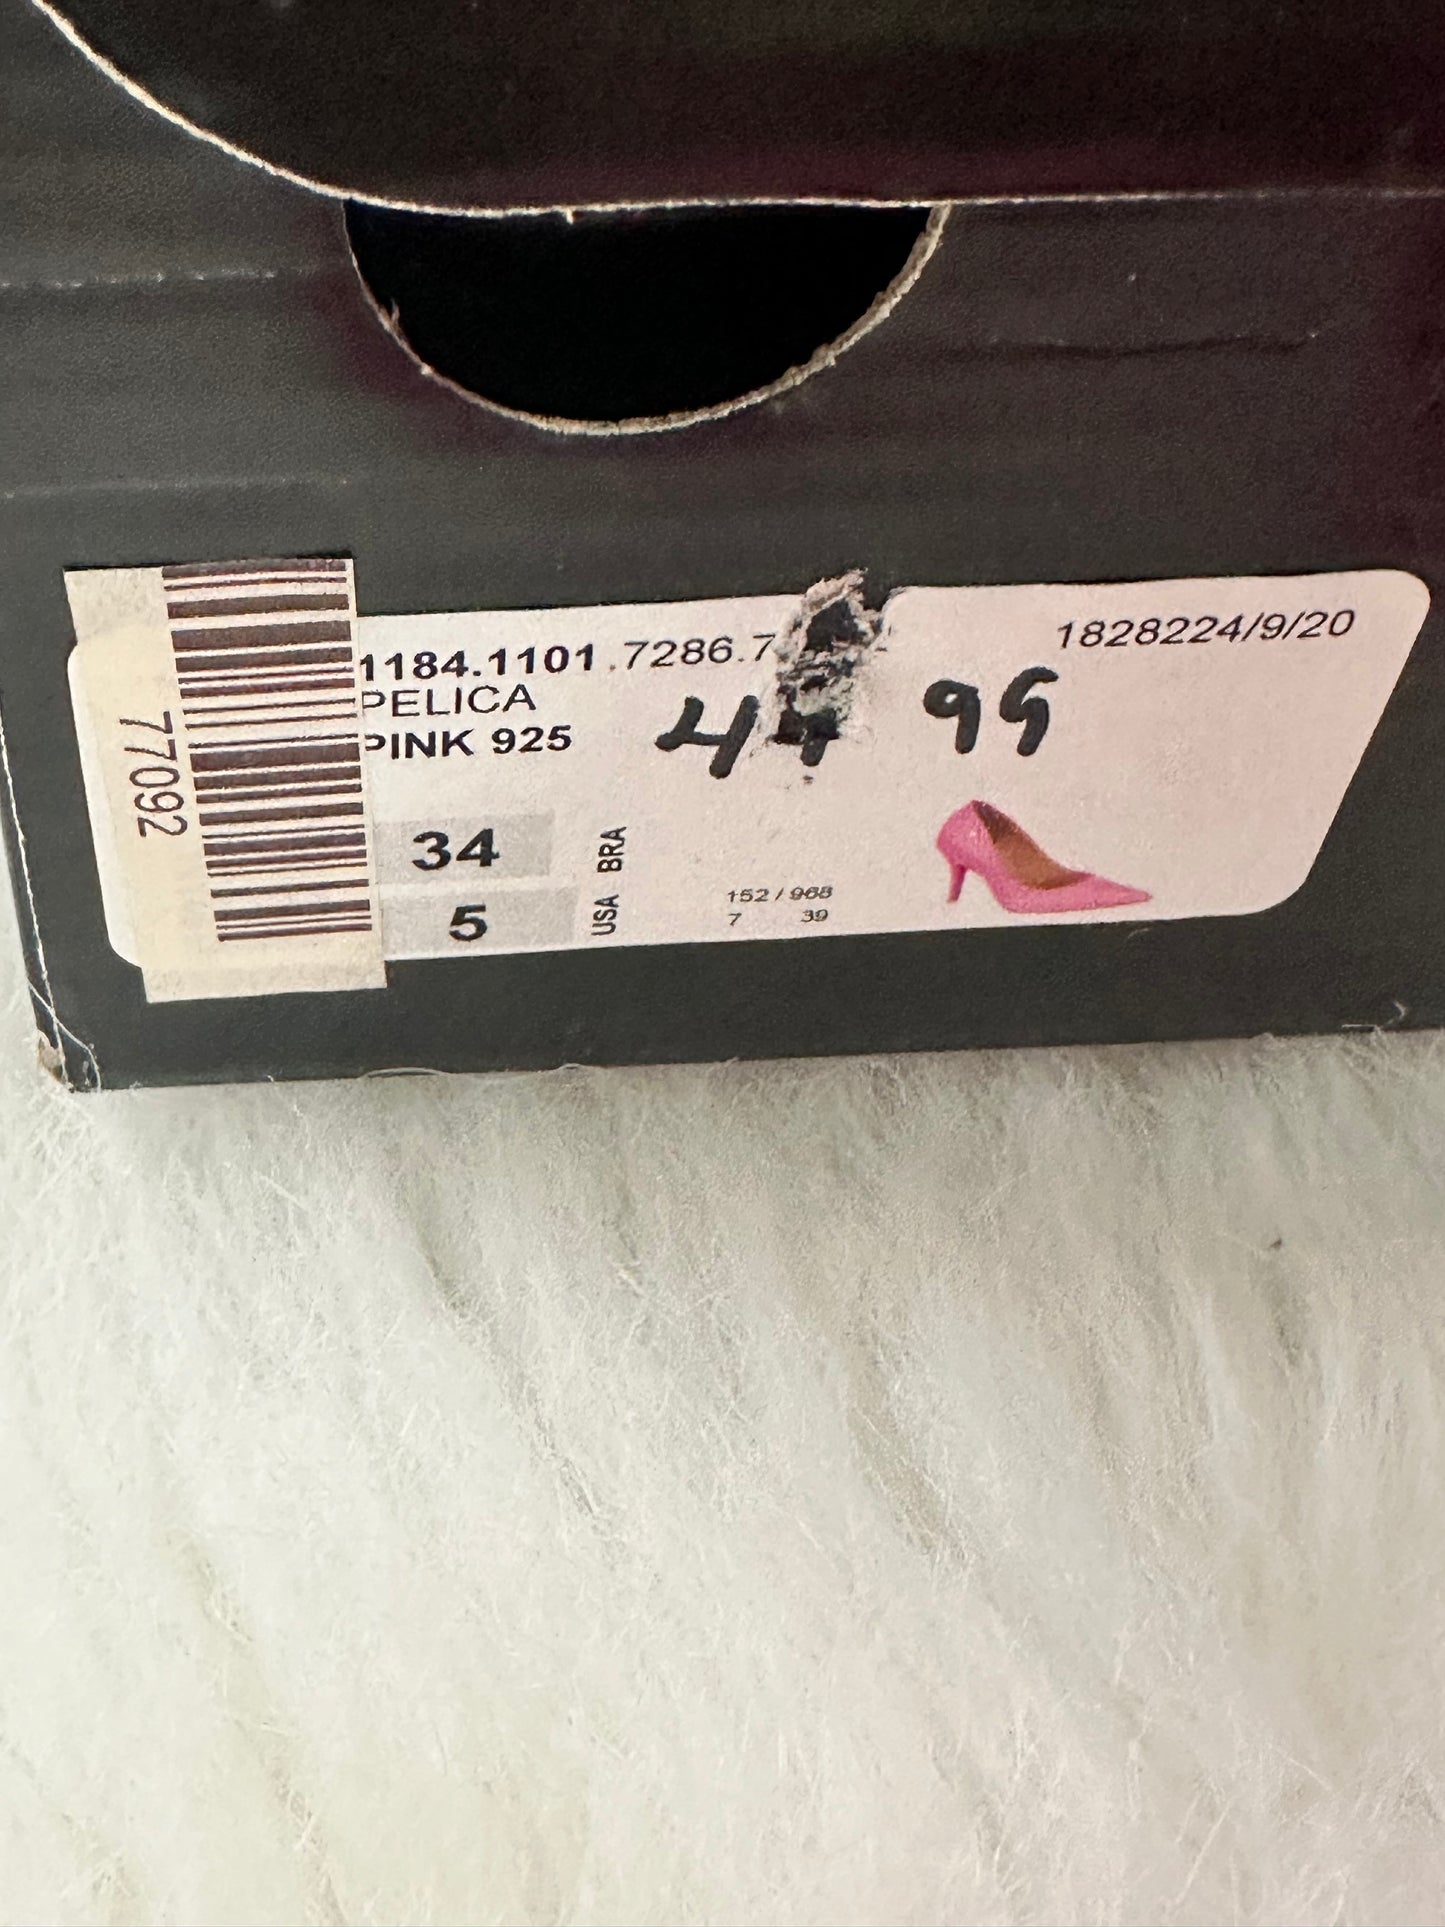 1184.1101.7286.7
1828224/9/20
PELICA
PINK 925
99
77092
34 BRA
5 USA
152 / 968
7 39